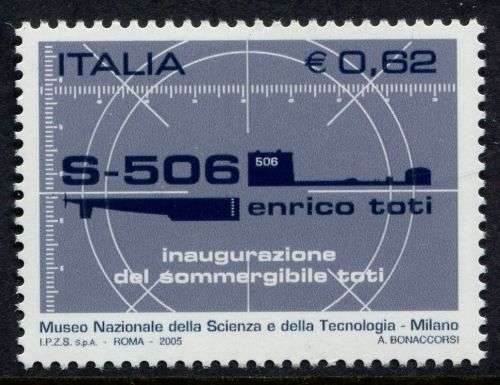 ITALIA € 0,62
S-506 506
enrico toti
inaugurazione
del sommergibile toti
Museo Nazionale della Scienza e della Tecnologia - Milano
I.P.Z.S. S.p.A. - ROMA - 2005 A. BONACCORSI